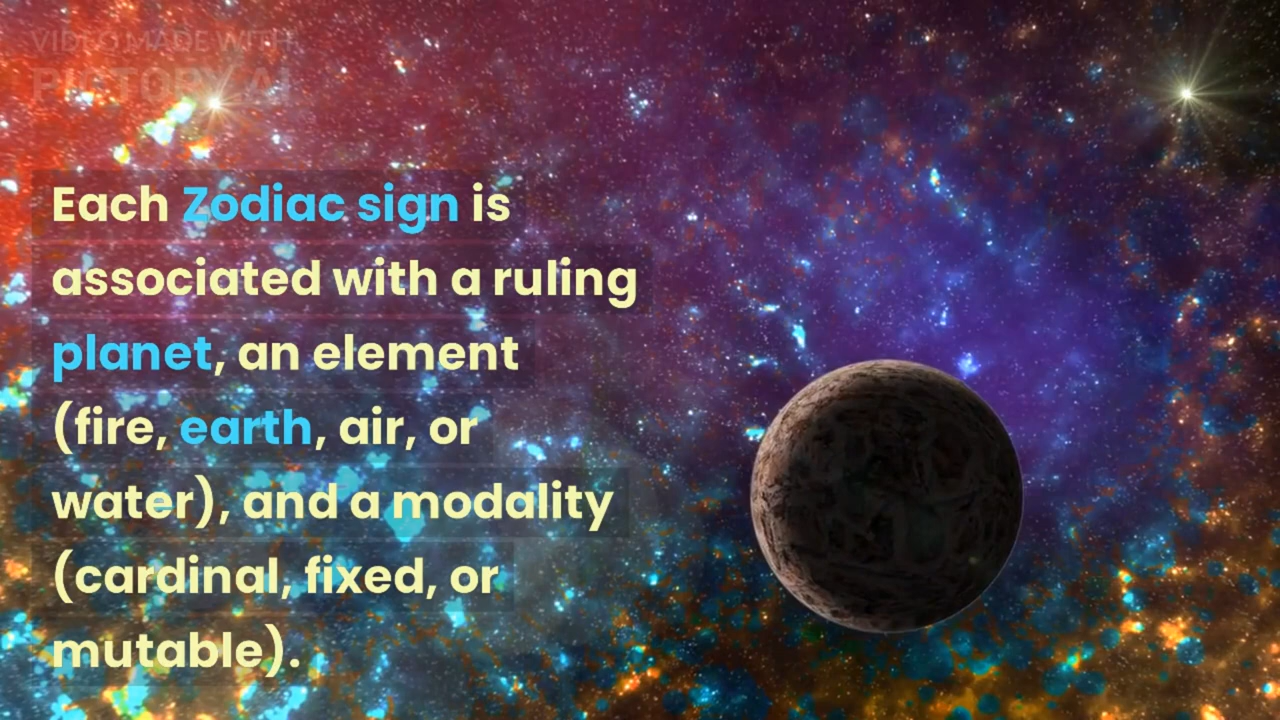 VIDEO MADE WITH
PICTORY.AI
Each Zodiac sign is
associated with a ruling
planet, an element
(fire, earth, air, or
water), and a modality
(cardinal, fixed, or
mutable).